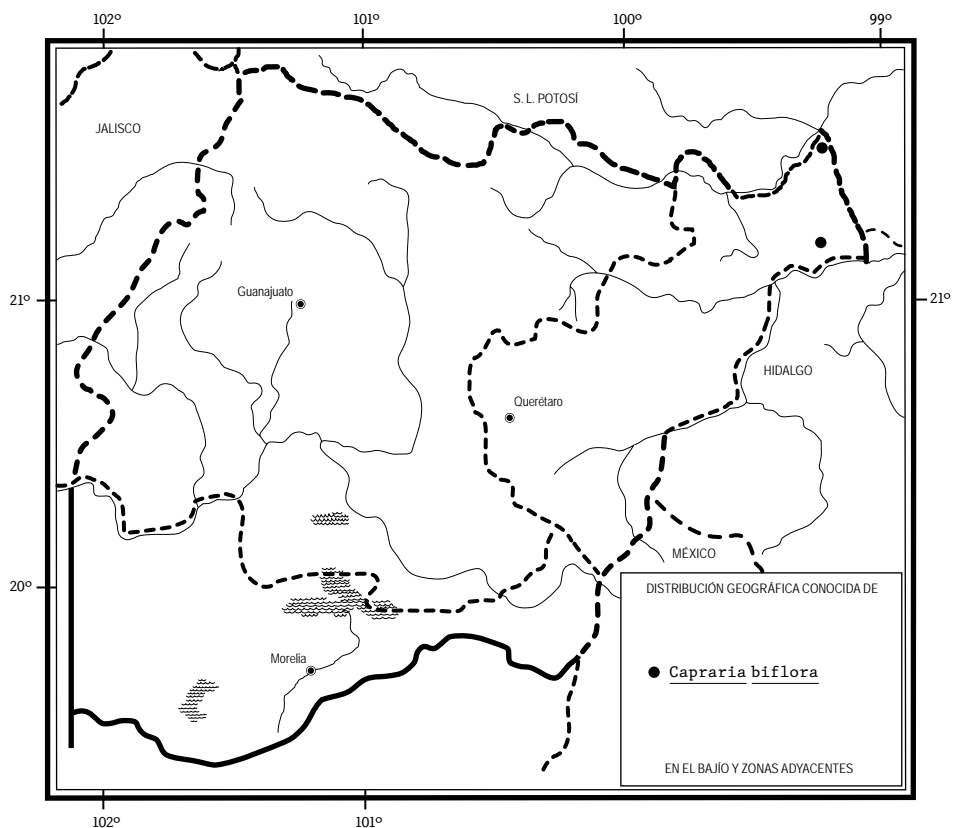 102º 101º 100º 99º
S. L. POTOSÍ
JALISCO
Guanajuato
21º 21º
HIDALGO
Querétaro
MÉXICO
20º
DISTRIBUCIÓN GEOGRÁFICA CONOCIDA DE
Morelia
Capraria biflora
EN EL BAJÍO Y ZONAS ADYACENTES
102º 101º